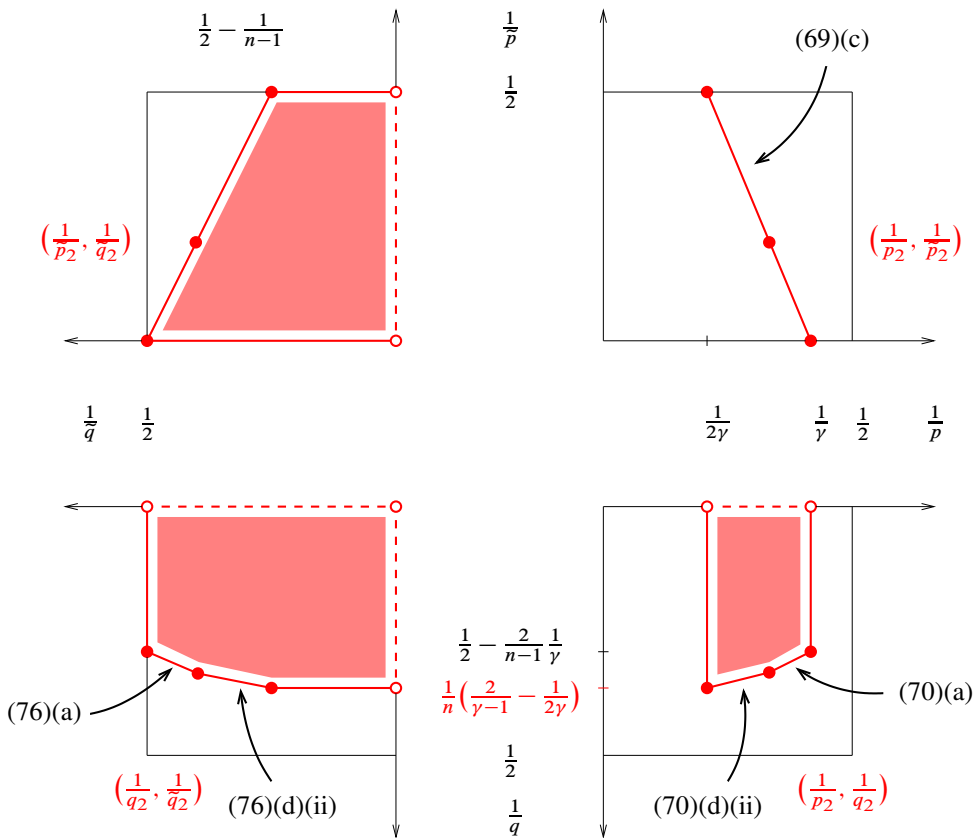 1/2 − 1/(n−1)
1/p̃
(69)(c)
1/2
(1/p̃₂, 1/q̃₂)
(1/p₂, 1/p̃₂)
1/q̃
1/2
1/(2γ)
1/γ
1/2
1/p
1/2 − 2/(n−1) 1/γ
(76)(a)
1/n(2/(γ−1) − 1/(2γ))
(70)(a)
1/2
(1/q₂, 1/q̃₂)
(76)(d)(ii)
(70)(d)(ii)
(1/p₂, 1/q₂)
1/q